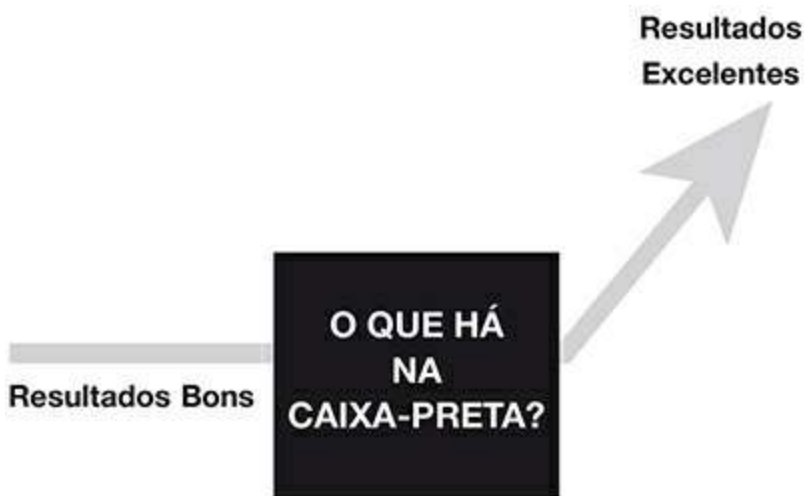 Resultados
Excelentes
O QUE HÁ
NA
CAIXA-PRETA?
Resultados Bons